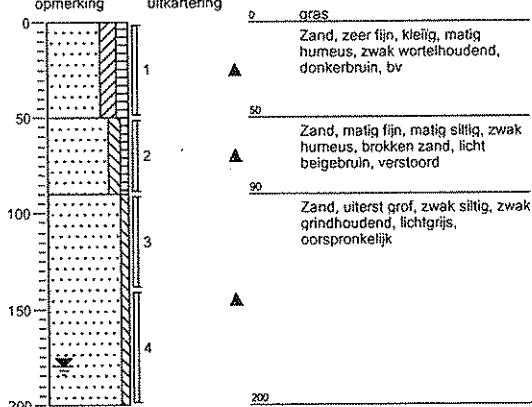 opmerking uitkartering
0
50
100
150
200
1
2
3
4
0 gras
Zand, zeer fijn, kleiïg, matig
humeus, zwak wortelhoudend,
donkerbruin, bv
50
Zand, matig fijn, matig siltig, zwak
humeus, brokken zand, licht
beigebruin, verstoord
90
Zand, uiterst grof, zwak siltig, zwak
grindhoudend, lichtgrijs,
oorspronkelijk
200